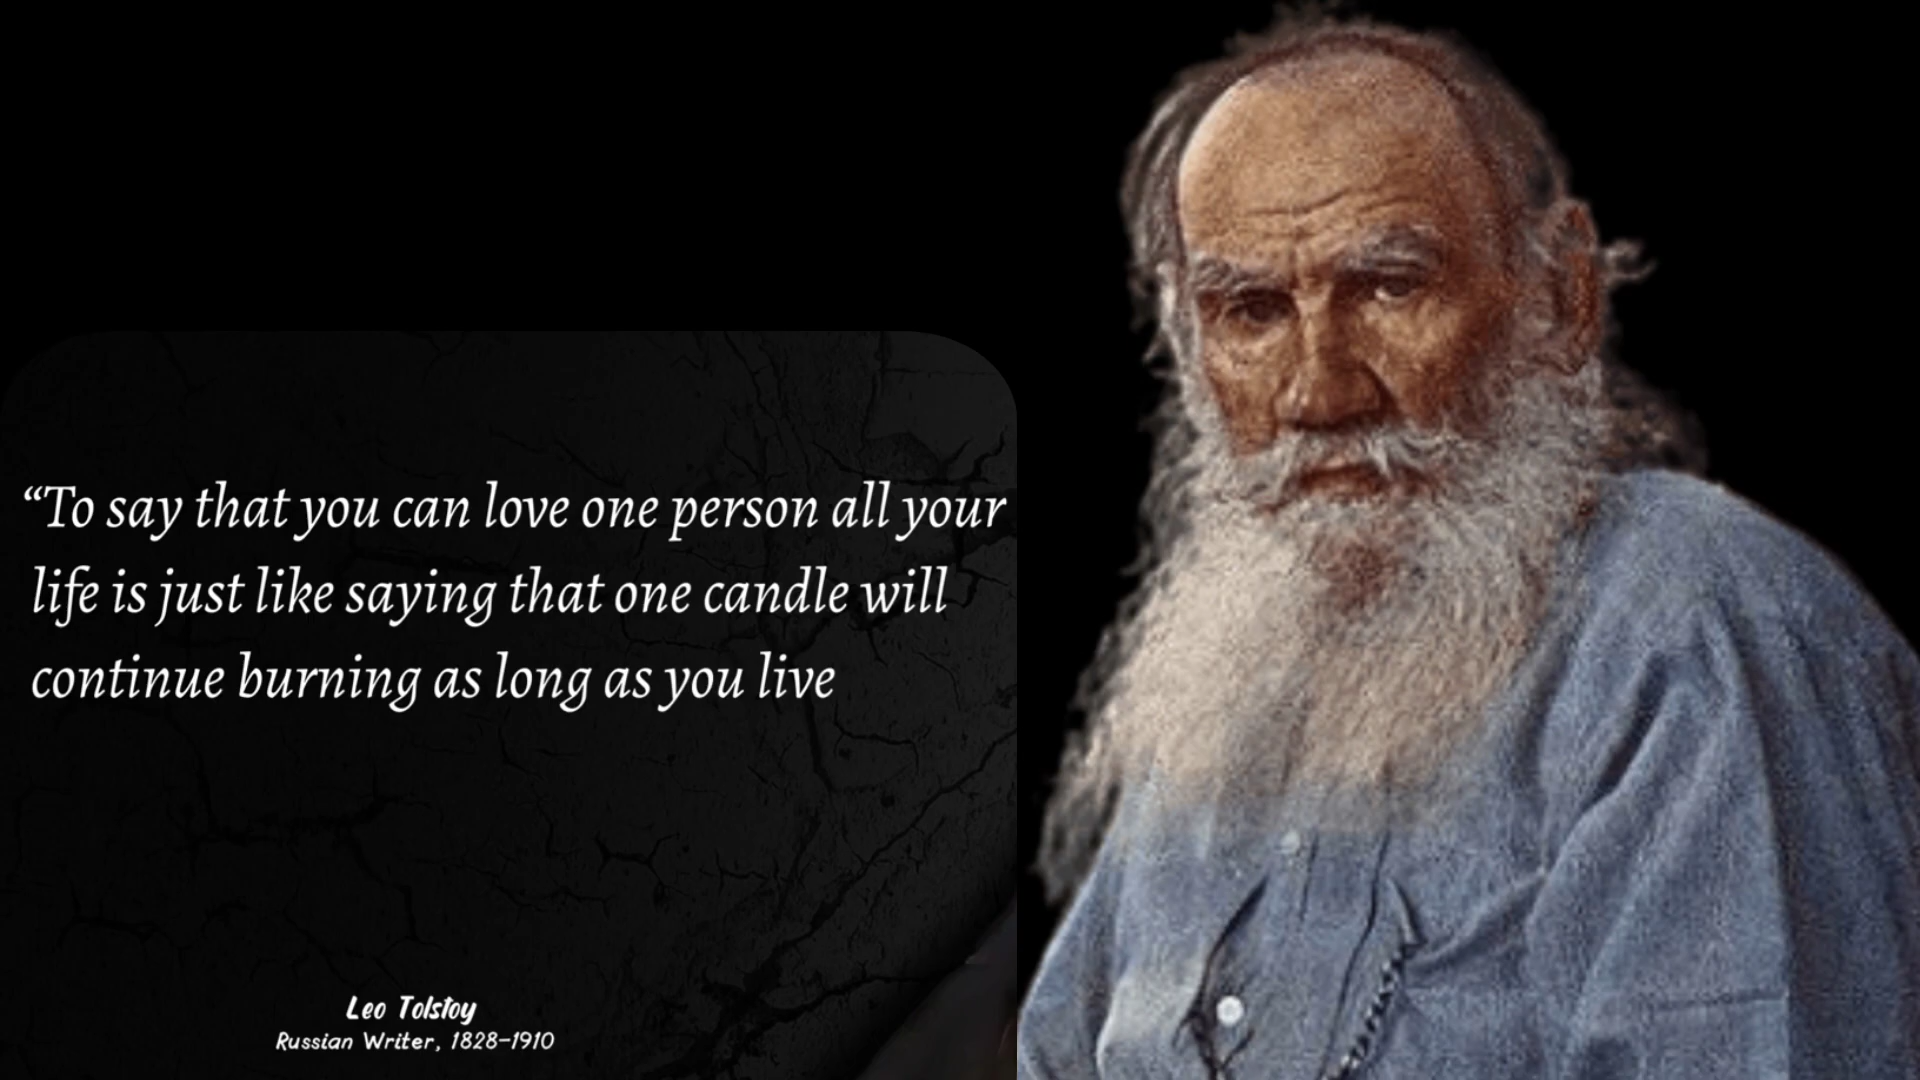 “To say that you can love one person all your
life is just like saying that one candle will
continue burning as long as you live
Leo Tolstoy
Russian Writer, 1828–1910